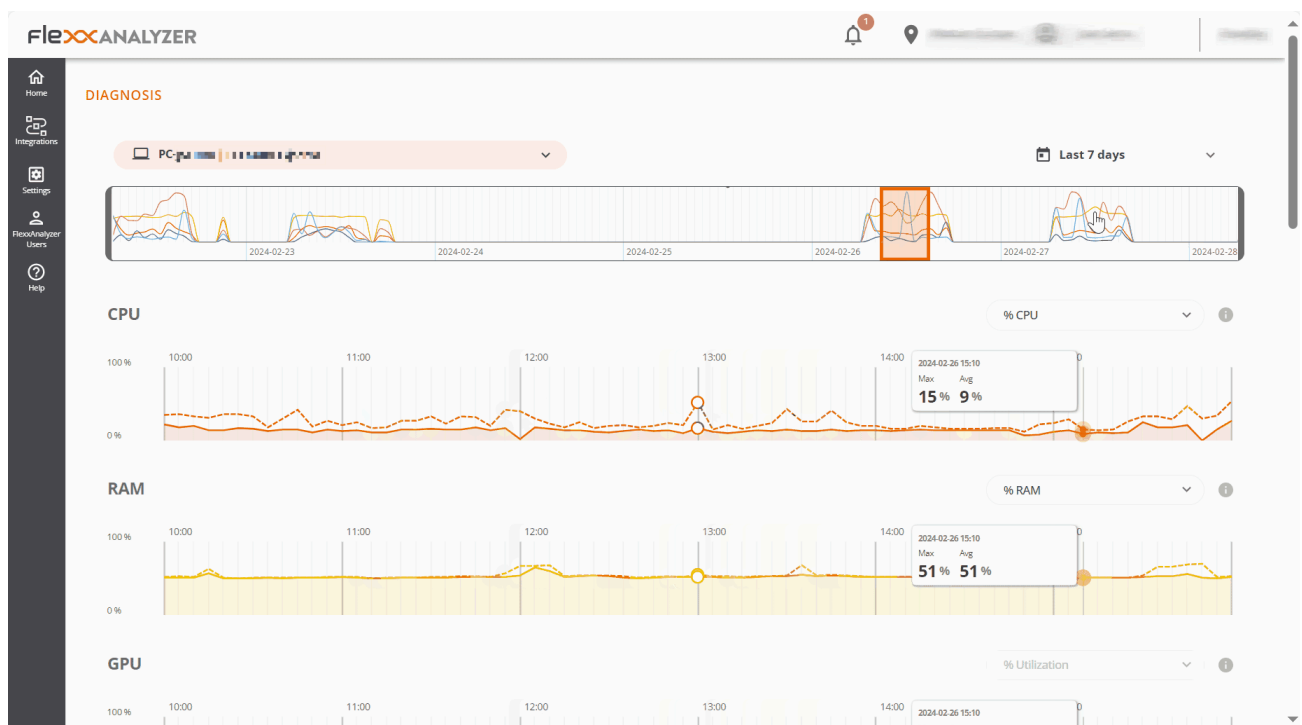 FlexxANALYZER
1
Home
Integrations
Settings
FlexxAnalyzer
Users
Help
DIAGNOSIS
PC-
Last 7 days
2024-02-23
2024-02-24
2024-02-25
2024-02-26
2024-02-27
2024-02-28
CPU
% CPU
10:00
11:00
12:00
13:00
14:00
0
100 %
0 %
2024-02-26 15:10
Max Avg
15 % 9 %
RAM
% RAM
10:00
11:00
12:00
13:00
14:00
0
100 %
0 %
2024-02-26 15:10
Max Avg
51 % 51 %
GPU
% Utilization
10:00
11:00
12:00
13:00
14:00
0
100 %
2024-02-26 15:10